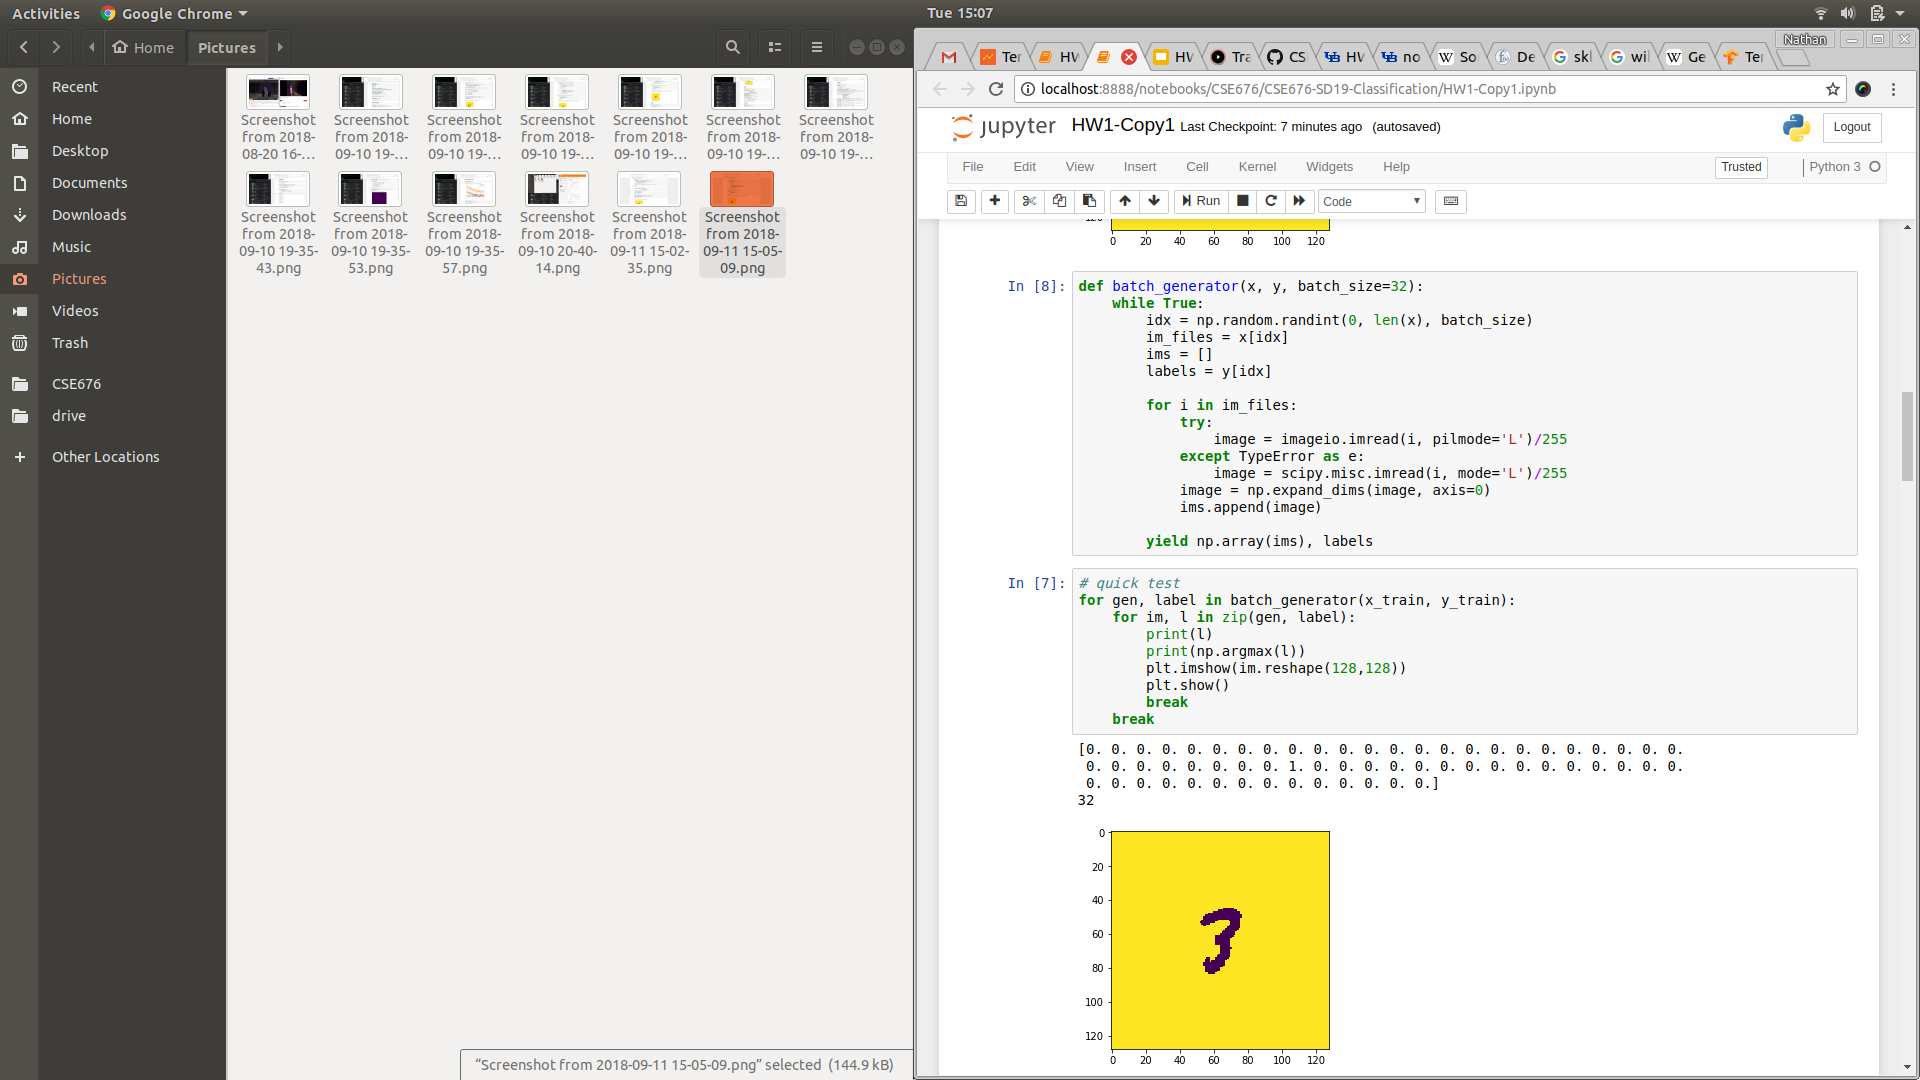 Activities
Google Chrome
Tue 15:07
Home
Pictures
Recent
Home
Desktop
Documents
Downloads
Music
Pictures
Videos
Trash
CSE676
drive
Other Locations
Screenshot from 2018-08-20 16-...
Screenshot from 2018-09-10 19-...
Screenshot from 2018-09-10 19-...
Screenshot from 2018-09-10 19-...
Screenshot from 2018-09-10 19-...
Screenshot from 2018-09-10 19-...
Screenshot from 2018-09-10 19-...
Screenshot from 2018-09-10 19-35-43.png
Screenshot from 2018-09-10 19-35-53.png
Screenshot from 2018-09-10 19-35-57.png
Screenshot from 2018-09-10 20-40-14.png
Screenshot from 2018-09-11 15-02-35.png
Screenshot from 2018-09-11 15-05-09.png
“Screenshot from 2018-09-11 15-05-09.png” selected (144.9 kB)
Nathan
Ter HW HW Tra CS HW no So De skl wil Ge Ter
localhost:8888/notebooks/CSE676/CSE676-SD19-Classification/HW1-Copy1.ipynb
jupyter HW1-Copy1 Last Checkpoint: 7 minutes ago (autosaved)
Logout
File Edit View Insert Cell Kernel Widgets Help
Trusted
Python 3
Run
Code
0 20 40 60 80 100 120
In [8]:
def batch_generator(x, y, batch_size=32):
    while True:
        idx = np.random.randint(0, len(x), batch_size)
        im_files = x[idx]
        ims = []
        labels = y[idx]
        for i in im_files:
            try:
                image = imageio.imread(i, pilmode='L')/255
            except TypeError as e:
                image = scipy.misc.imread(i, mode='L')/255
            image = np.expand_dims(image, axis=0)
            ims.append(image)
        yield np.array(ims), labels
In [7]:
# quick test
for gen, label in batch_generator(x_train, y_train):
    for im, l in zip(gen, label):
        print(l)
        print(np.argmax(l))
        plt.imshow(im.reshape(128,128))
        plt.show()
        break
    break
[0. 0. 0. 0. 0. 0. 0. 0. 0. 0. 0. 0. 0. 0. 0. 0. 0. 0. 0. 0. 0. 0. 0. 0.
 0. 0. 0. 0. 0. 0. 0. 0. 1. 0. 0. 0. 0. 0. 0. 0. 0. 0. 0. 0. 0. 0. 0. 0.
 0. 0. 0. 0. 0. 0. 0. 0. 0. 0. 0. 0. 0. 0.]
32
0
20
40
60
80
100
120
0 20 40 60 80 100 120